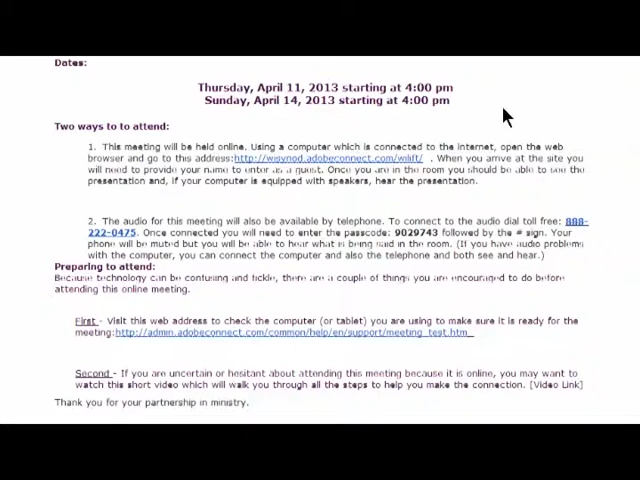 Dates:
Thursday, April 11, 2013 starting at 4:00 pm
Sunday, April 14, 2013 starting at 4:00 pm
Two ways to to attend:
1. This meeting will be held online. Using a computer which is connected to the internet, open the web
browser and go to this address:http://wisynod.adobeconnect.com/wilift/ . When you arrive at the site you
will need to provide your name to enter as a guest. Once you are in the room you should be able to see the
presentation and, if your computer is equipped with speakers, hear the presentation.
2. The audio for this meeting will also be available by telephone. To connect to the audio dial toll free: 888-
222-0475. Once connected you will need to enter the passcode: 9029743 followed by the # sign. Your
phone will be muted but you will be able to hear what is being said in the room. (If you have audio problems
with the computer, you can connect the computer and also the telephone and both see and hear.)
Preparing to attend:
Because technology can be confusing and fickle, there are a couple of things you are encouraged to do before
attending this online meeting.
First - Visit this web address to check the computer (or tablet) you are using to make sure it is ready for the
meeting:http://admin.adobeconnect.com/common/help/en/support/meeting_test.htm
Second - If you are uncertain or hesitant about attending this meeting because it is online, you may want to
watch this short video which will walk you through all the steps to help you make the connection. [Video Link]
Thank you for your partnership in ministry.